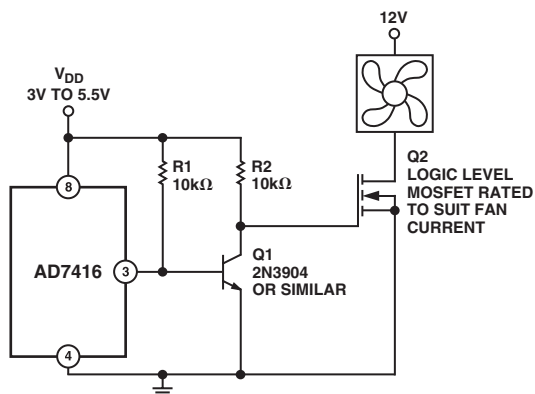 12V
V_DD
3V TO 5.5V
R1
10kΩ
R2
10kΩ
Q2
LOGIC LEVEL
MOSFET RATED
TO SUIT FAN
CURRENT
8
AD7416
3
Q1
2N3904
OR SIMILAR
4